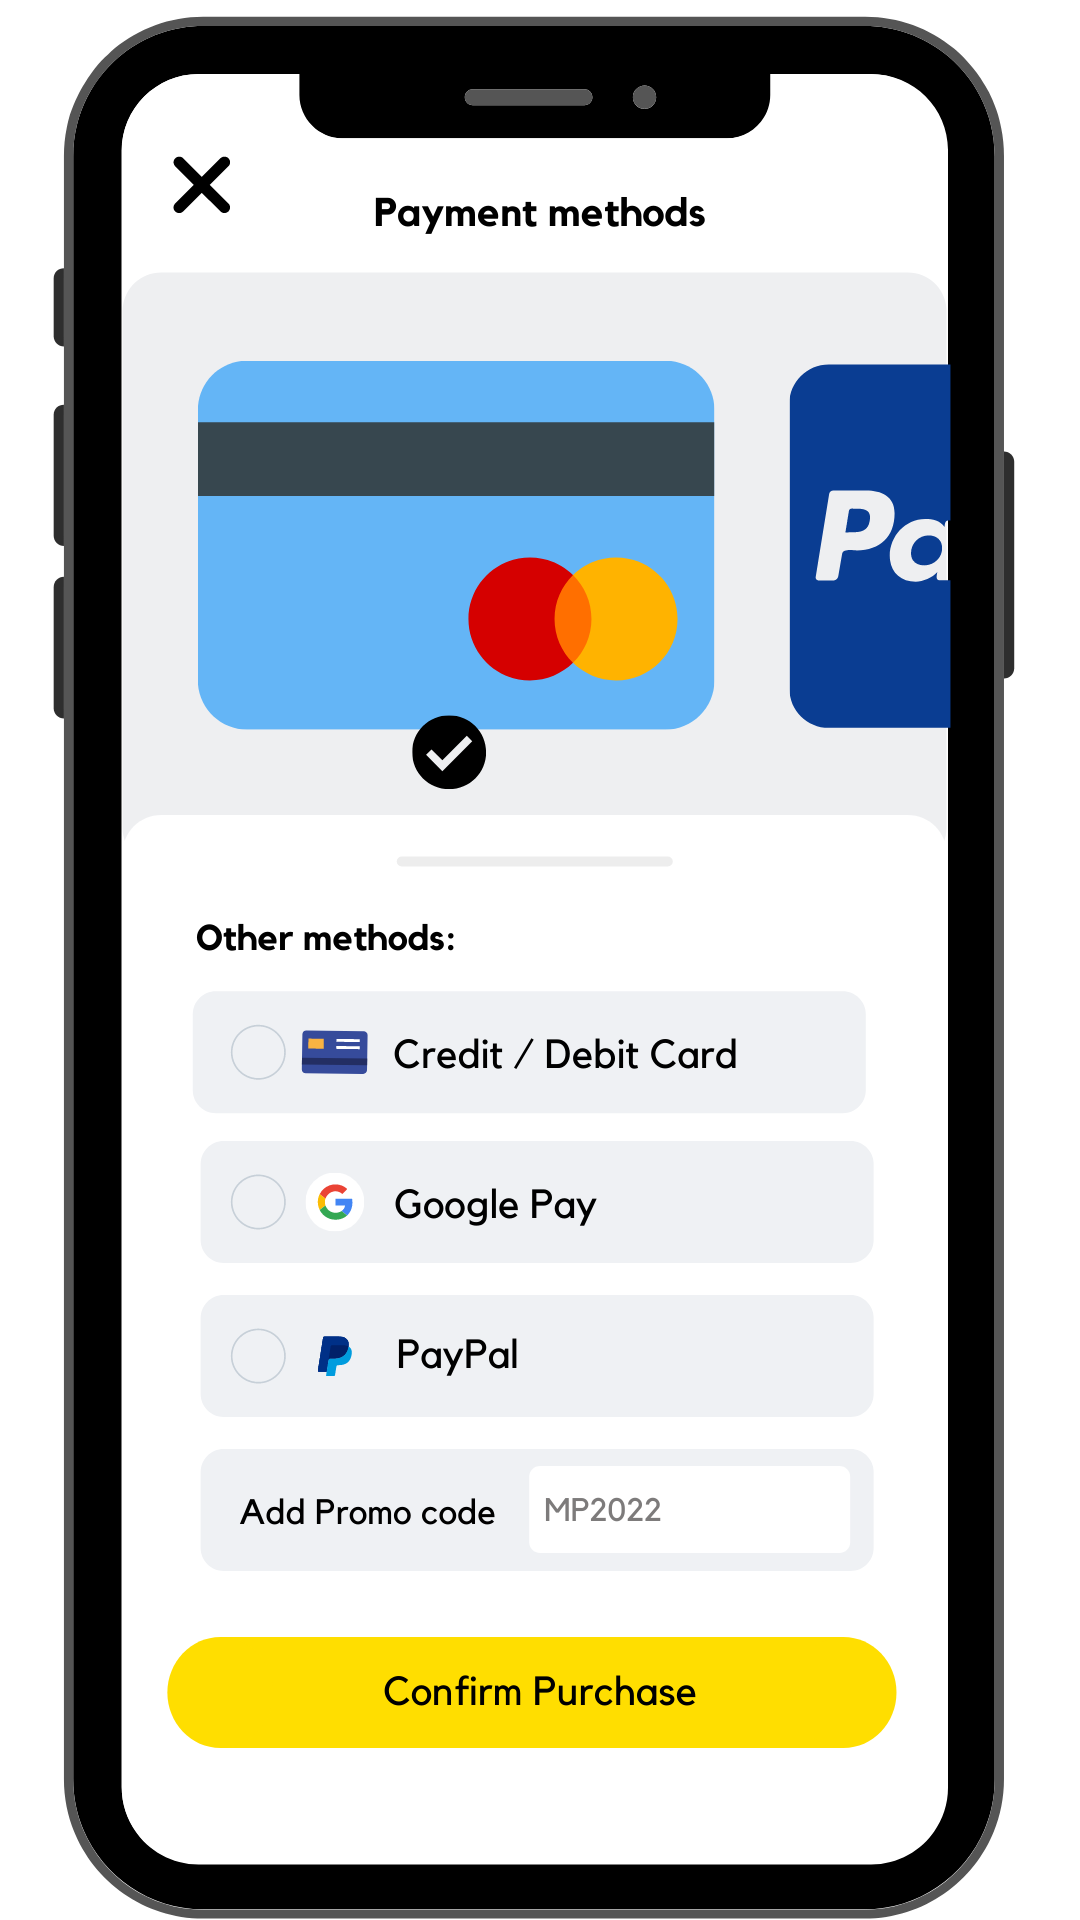 Payment methods
Pa
Other methods:
Credit / Debit Card
Google Pay
PayPal
Add Promo code
MP2022
Confirm Purchase